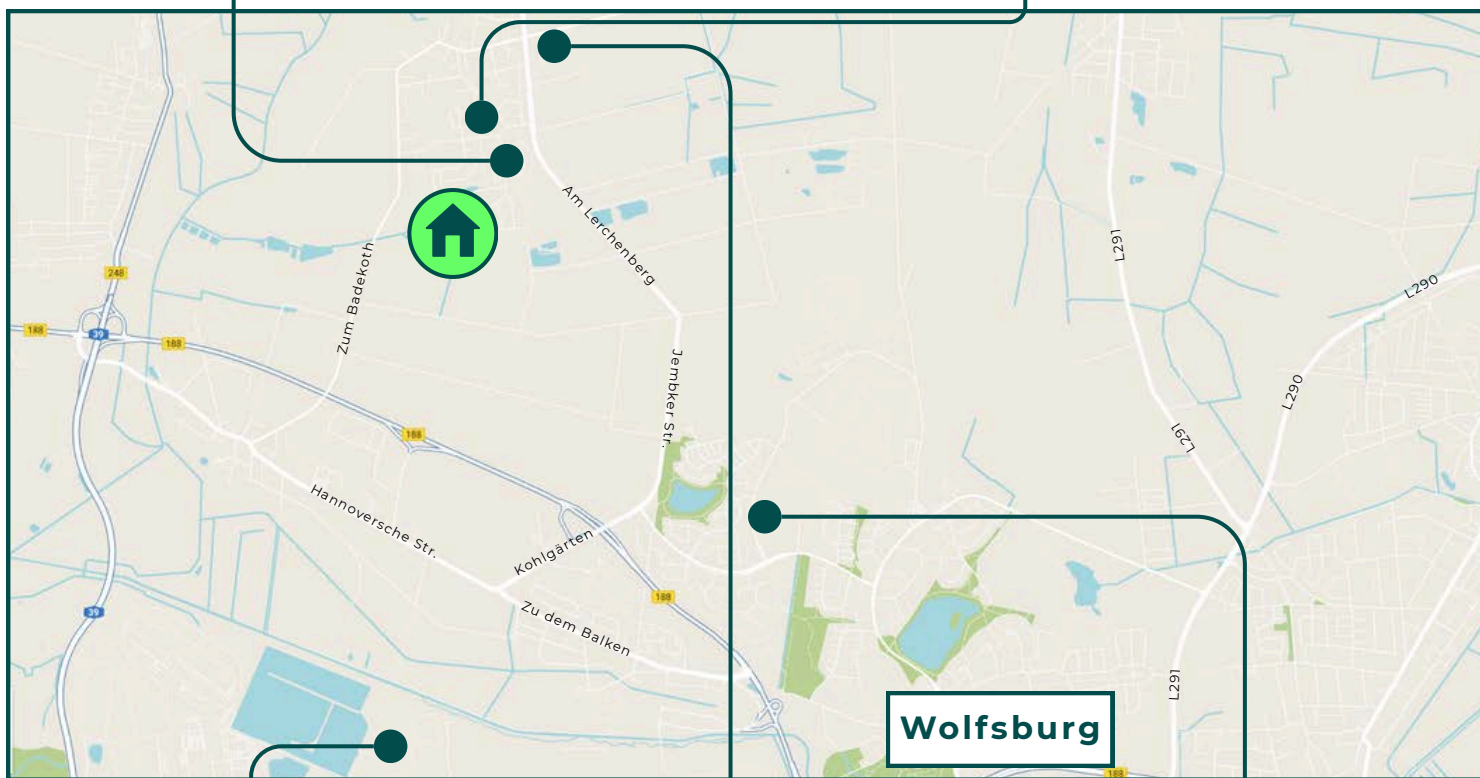 Am Lerchenberg
L291
Zum Badekoth
248
L290
188
39
188
Jembker Str.
L290
188
L291
Hannoversche Str.
Kohlgärten
188
39
Zu dem Balken
L291
Wolfsburg
188